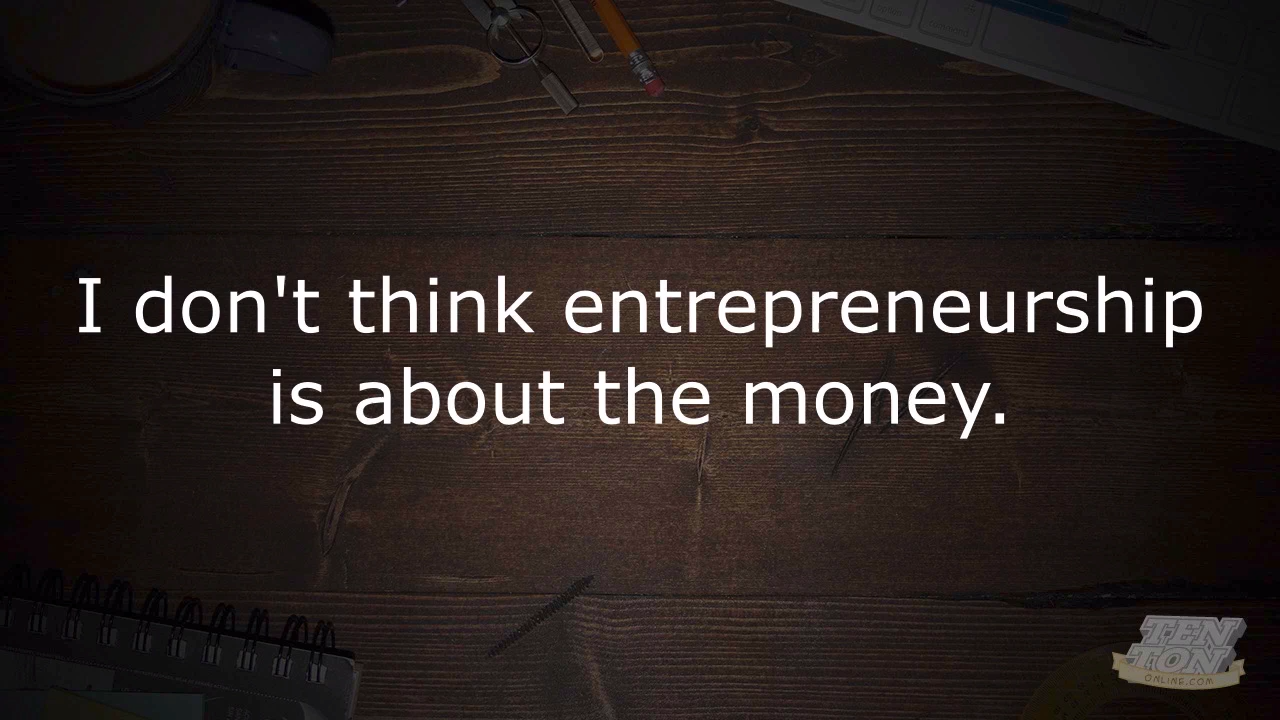 I don't think entrepreneurship
is about the money.
TEN
TON
ONLINE.COM